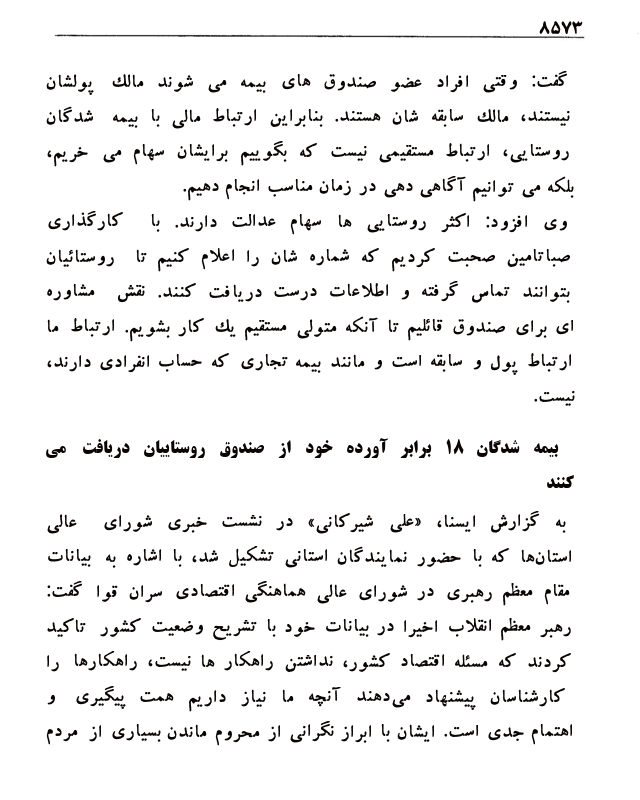 ۸۵۷۳
گفت: وقتی افراد عضو صندوق های بیمه می شوند مالك پولشان
نیستند، مالك سابقه شان هستند. بنابراین ارتباط مالی با بیمه شدگان
روستایی، ارتباط مستقیمی نیست که بگوییم برایشان سهام می خریم،
بلکه می توانیم آگاهی دهی در زمان مناسب انجام دهیم.
وی افزود: اکثر روستایی ها سهام عدالت دارند. با کارگذاری
صباتامین صحبت کردیم که شماره شان را اعلام کنیم تا روستائیان
بتوانند تماس گرفته و اطلاعات درست دریافت کنند. نقش مشاوره
ای برای صندوق قائلیم تا آنکه متولی مستقیم یك کار بشویم. ارتباط ما
ارتباط پول و سابقه است و مانند بیمه تجاری که حساب انفرادی دارند،
نیست.
بیمه شدگان ۱۸ برابر آورده خود از صندوق روستاییان دریافت می
کنند
به گزارش ایسنا، «علی شیرکانی» در نشست خبری شورای عالی
استان‌ها که با حضور نمایندگان استانی تشکیل شد، با اشاره به بیانات
مقام معظم رهبری در شورای عالی هماهنگی اقتصادی سران قوا گفت:
رهبر معظم انقلاب اخیرا در بیانات خود با تشریح وضعیت کشور تاکید
کردند که مسئله اقتصاد کشور، نداشتن راهکار ها نیست، راهکارها را
کارشناسان پیشنهاد می‌دهند آنچه ما نیاز داریم همت پیگیری و
اهتمام جدی است. ایشان با ابراز نگرانی از محروم ماندن بسیاری از مردم